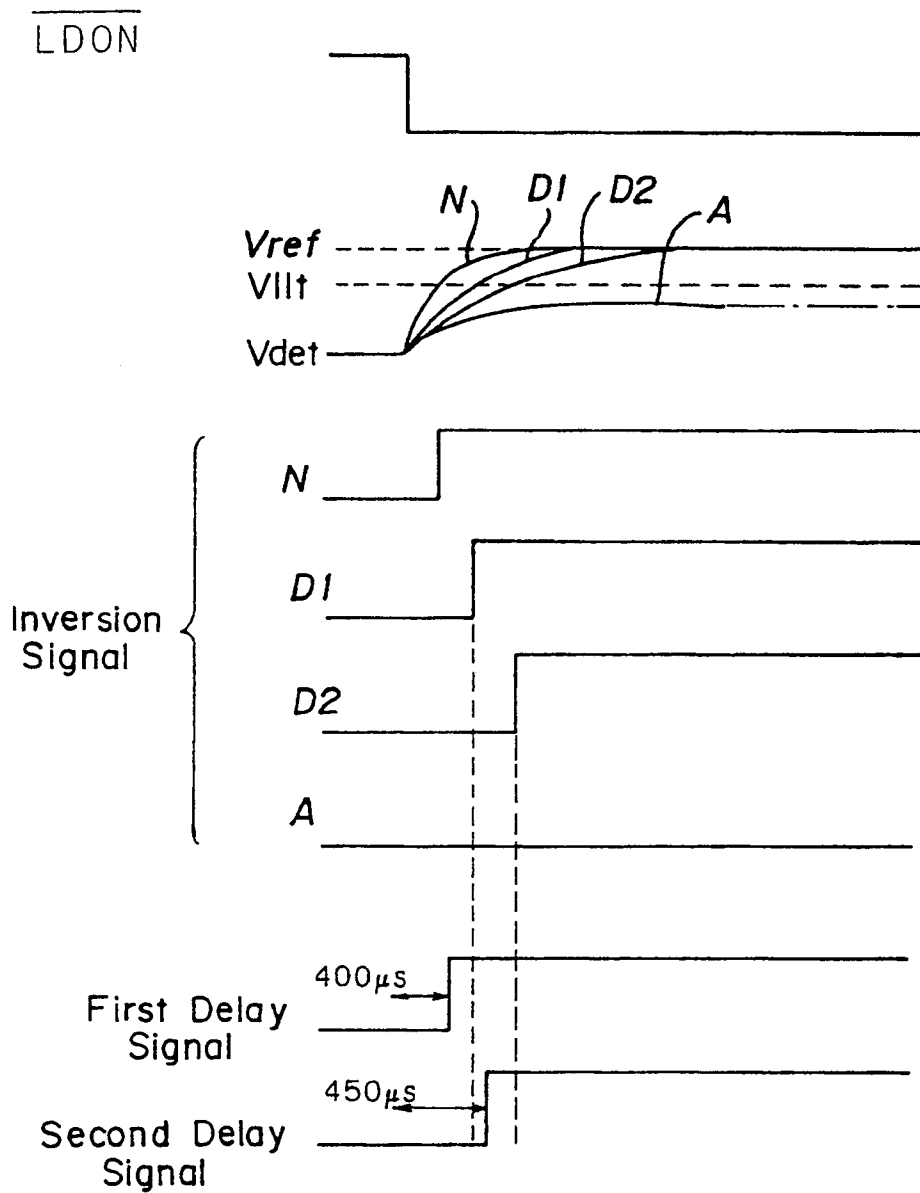 LDON
N D1 D2 A
Vref
Vllt
Vdet
N
D1
Inversion
Signal
D2
A
400μs
First Delay
Signal
450μs
Second Delay
Signal